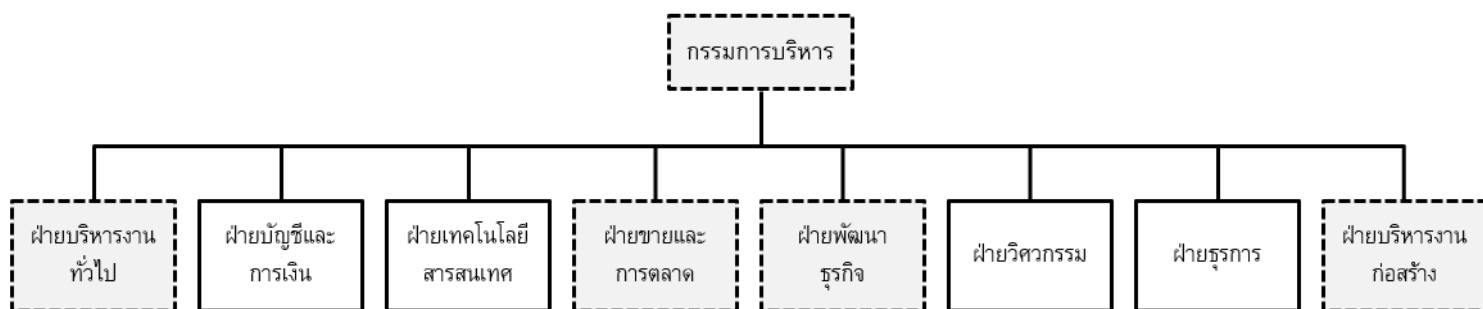 กรรมการบริหาร
ฝ่ายบริหารงาน
ทั่วไป
ฝ่ายบัญชีและ
การเงิน
ฝ่ายเทคโนโลยี
สารสนเทศ
ฝ่ายขายและ
การตลาด
ฝ่ายพัฒนา
ธุรกิจ
ฝ่ายวิศวกรรม
ฝ่ายธุรการ
ฝ่ายบริหารงาน
ก่อสร้าง